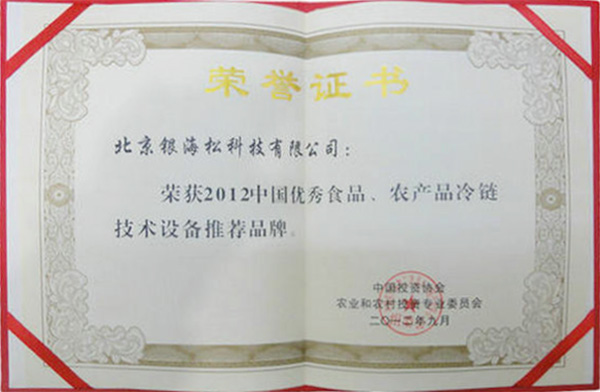 荣誉证书
北京银海松科技有限公司：
荣获2012中国优秀食品、农产品冷链
技术设备推荐品牌。
中国投资协会
农业和农村投资专业委员会
二〇一二年九月